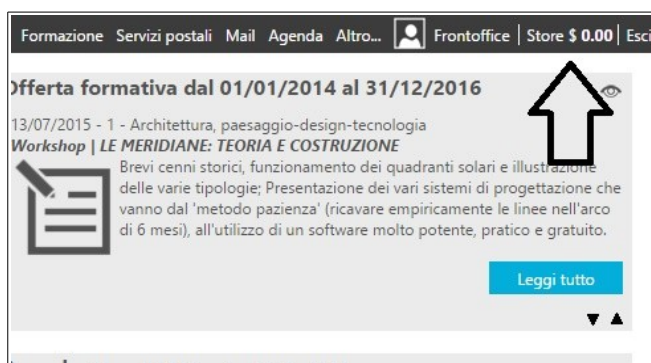 Formazione Servizi postali Mail Agenda Altro... Frontoffice | Store $ 0.00 | Esci
Offerta formativa dal 01/01/2014 al 31/12/2016
13/07/2015 - 1 - Architettura, paesaggio-design-tecnologia
Workshop | LE MERIDIANE: TEORIA E COSTRUZIONE
Brevi cenni storici, funzionamento dei quadranti solari e illustrazione
delle varie tipologie; Presentazione dei vari sistemi di progettazione che
vanno dal 'metodo pazienza' (ricavare empiricamente le linee nell'arco
di 6 mesi), all'utilizzo di un software molto potente, pratico e gratuito.
Leggi tutto